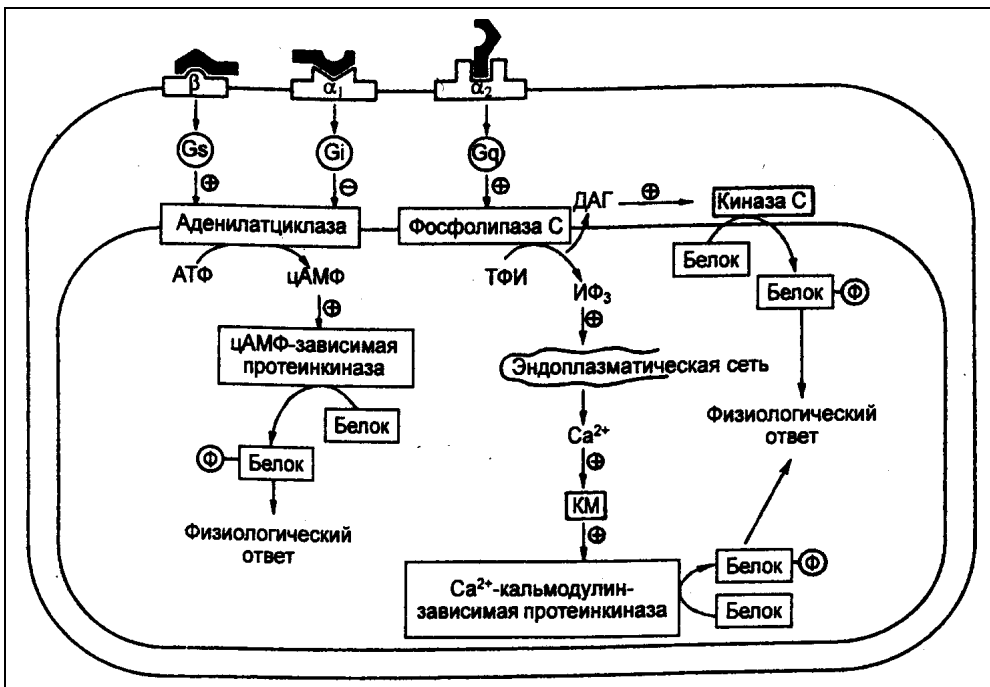 β
α₁
α₂
Gs
Gi
Gq
⊕
⊖
⊕
ДАГ
⊕
Киназа С
Аденилатциклаза
Фосфолипаза С
Белок
АТФ
цАМФ
ТФИ
ИФ₃
Белок
Ф
⊕
⊕
цАМФ-зависимая
протеинкиназа
Эндоплазматическая сеть
Белок
Ca²⁺
Физиологический
ответ
Ф
Белок
⊕
КМ
Физиологический
ответ
⊕
Ca²⁺-кальмодулин-
зависимая протеинкиназа
Белок
Ф
Белок